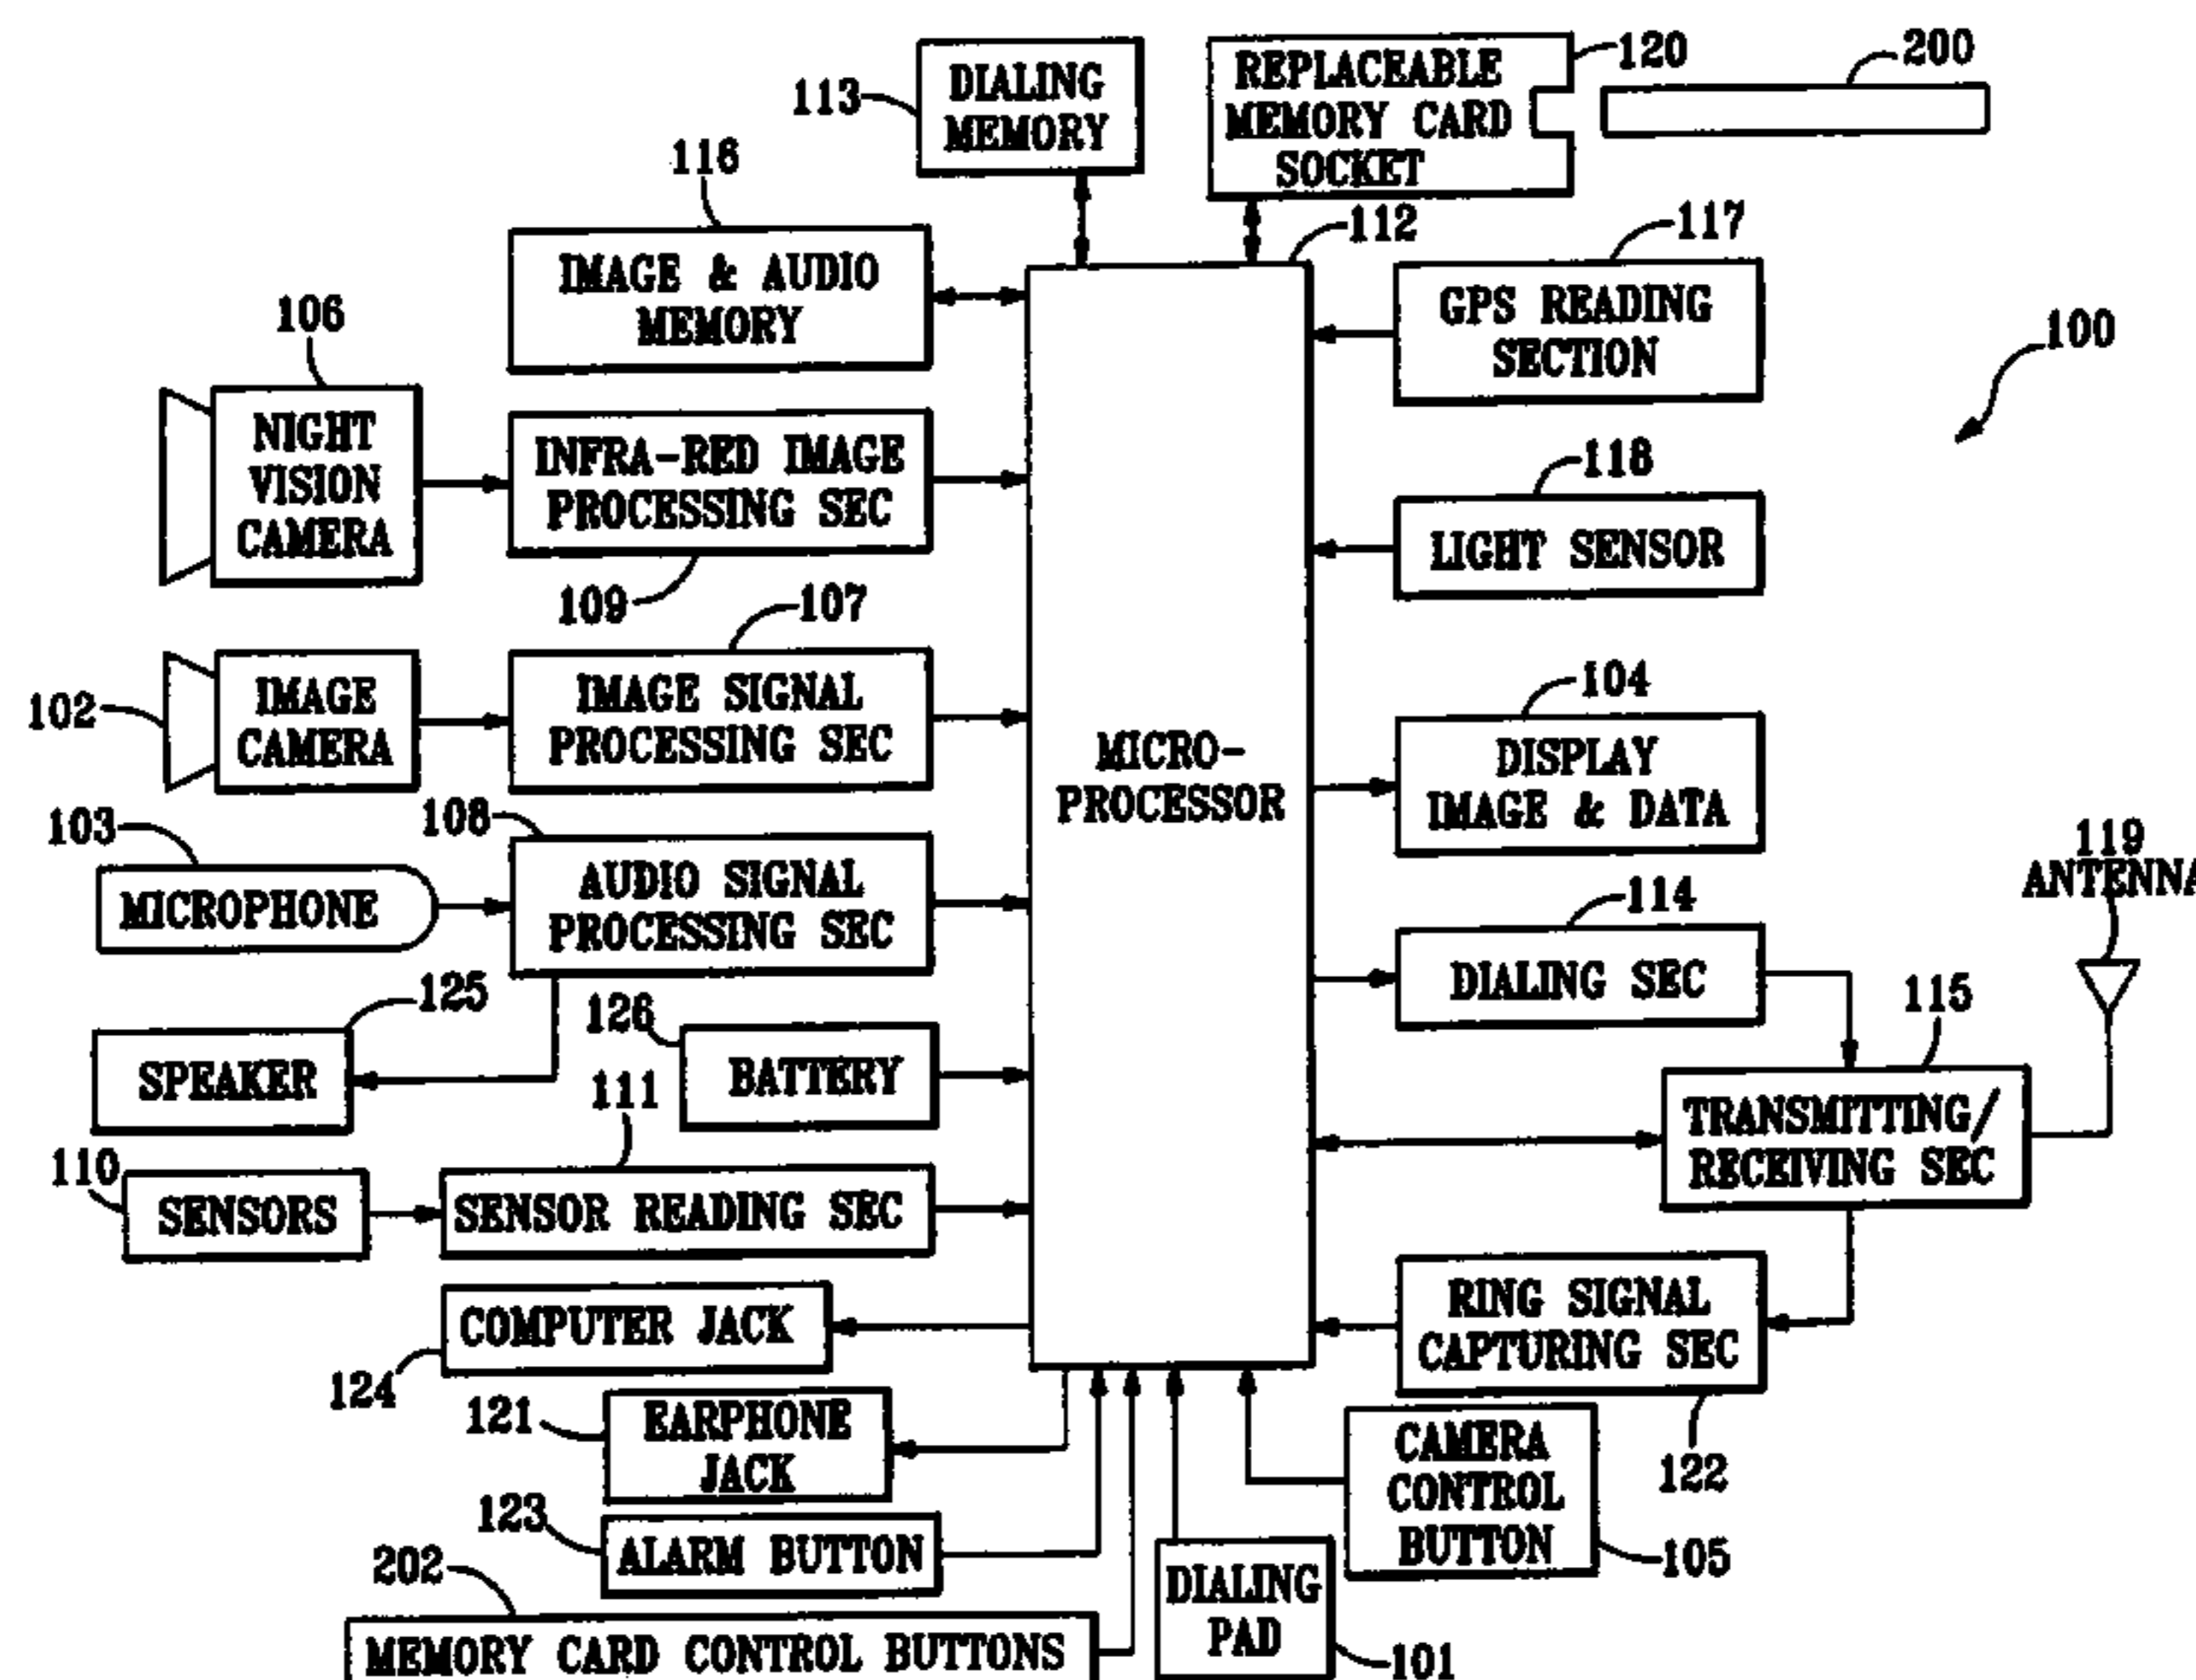 DIALING
MEMORY
113
REPLACEABLE
MEMORY CARD
SOCKET
120
200
116
IMAGE & AUDIO
MEMORY
112
117
GPS READING
SECTION
100
106
NIGHT
VISION
CAMERA
INFRA-RED IMAGE
PROCESSING SEC
109
118
LIGHT SENSOR
107
102
IMAGE
CAMERA
IMAGE SIGNAL
PROCESSING SEC
MICRO-
PROCESSOR
104
DISPLAY
IMAGE & DATA
103
MICROPHONE
108
AUDIO SIGNAL
PROCESSING SEC
119
ANTENNA
114
DIALING SEC
125
SPEAKER
126
BATTERY
115
TRANSMITTING/
RECEIVING SEC
110
SENSORS
111
SENSOR READING SEC
COMPUTER JACK
124
RING SIGNAL
CAPTURING SEC
122
121
EARPHONE
JACK
CAMERA
CONTROL
BUTTON
105
123
ALARM BUTTON
DIALING
PAD
101
202
MEMORY CARD CONTROL BUTTONS